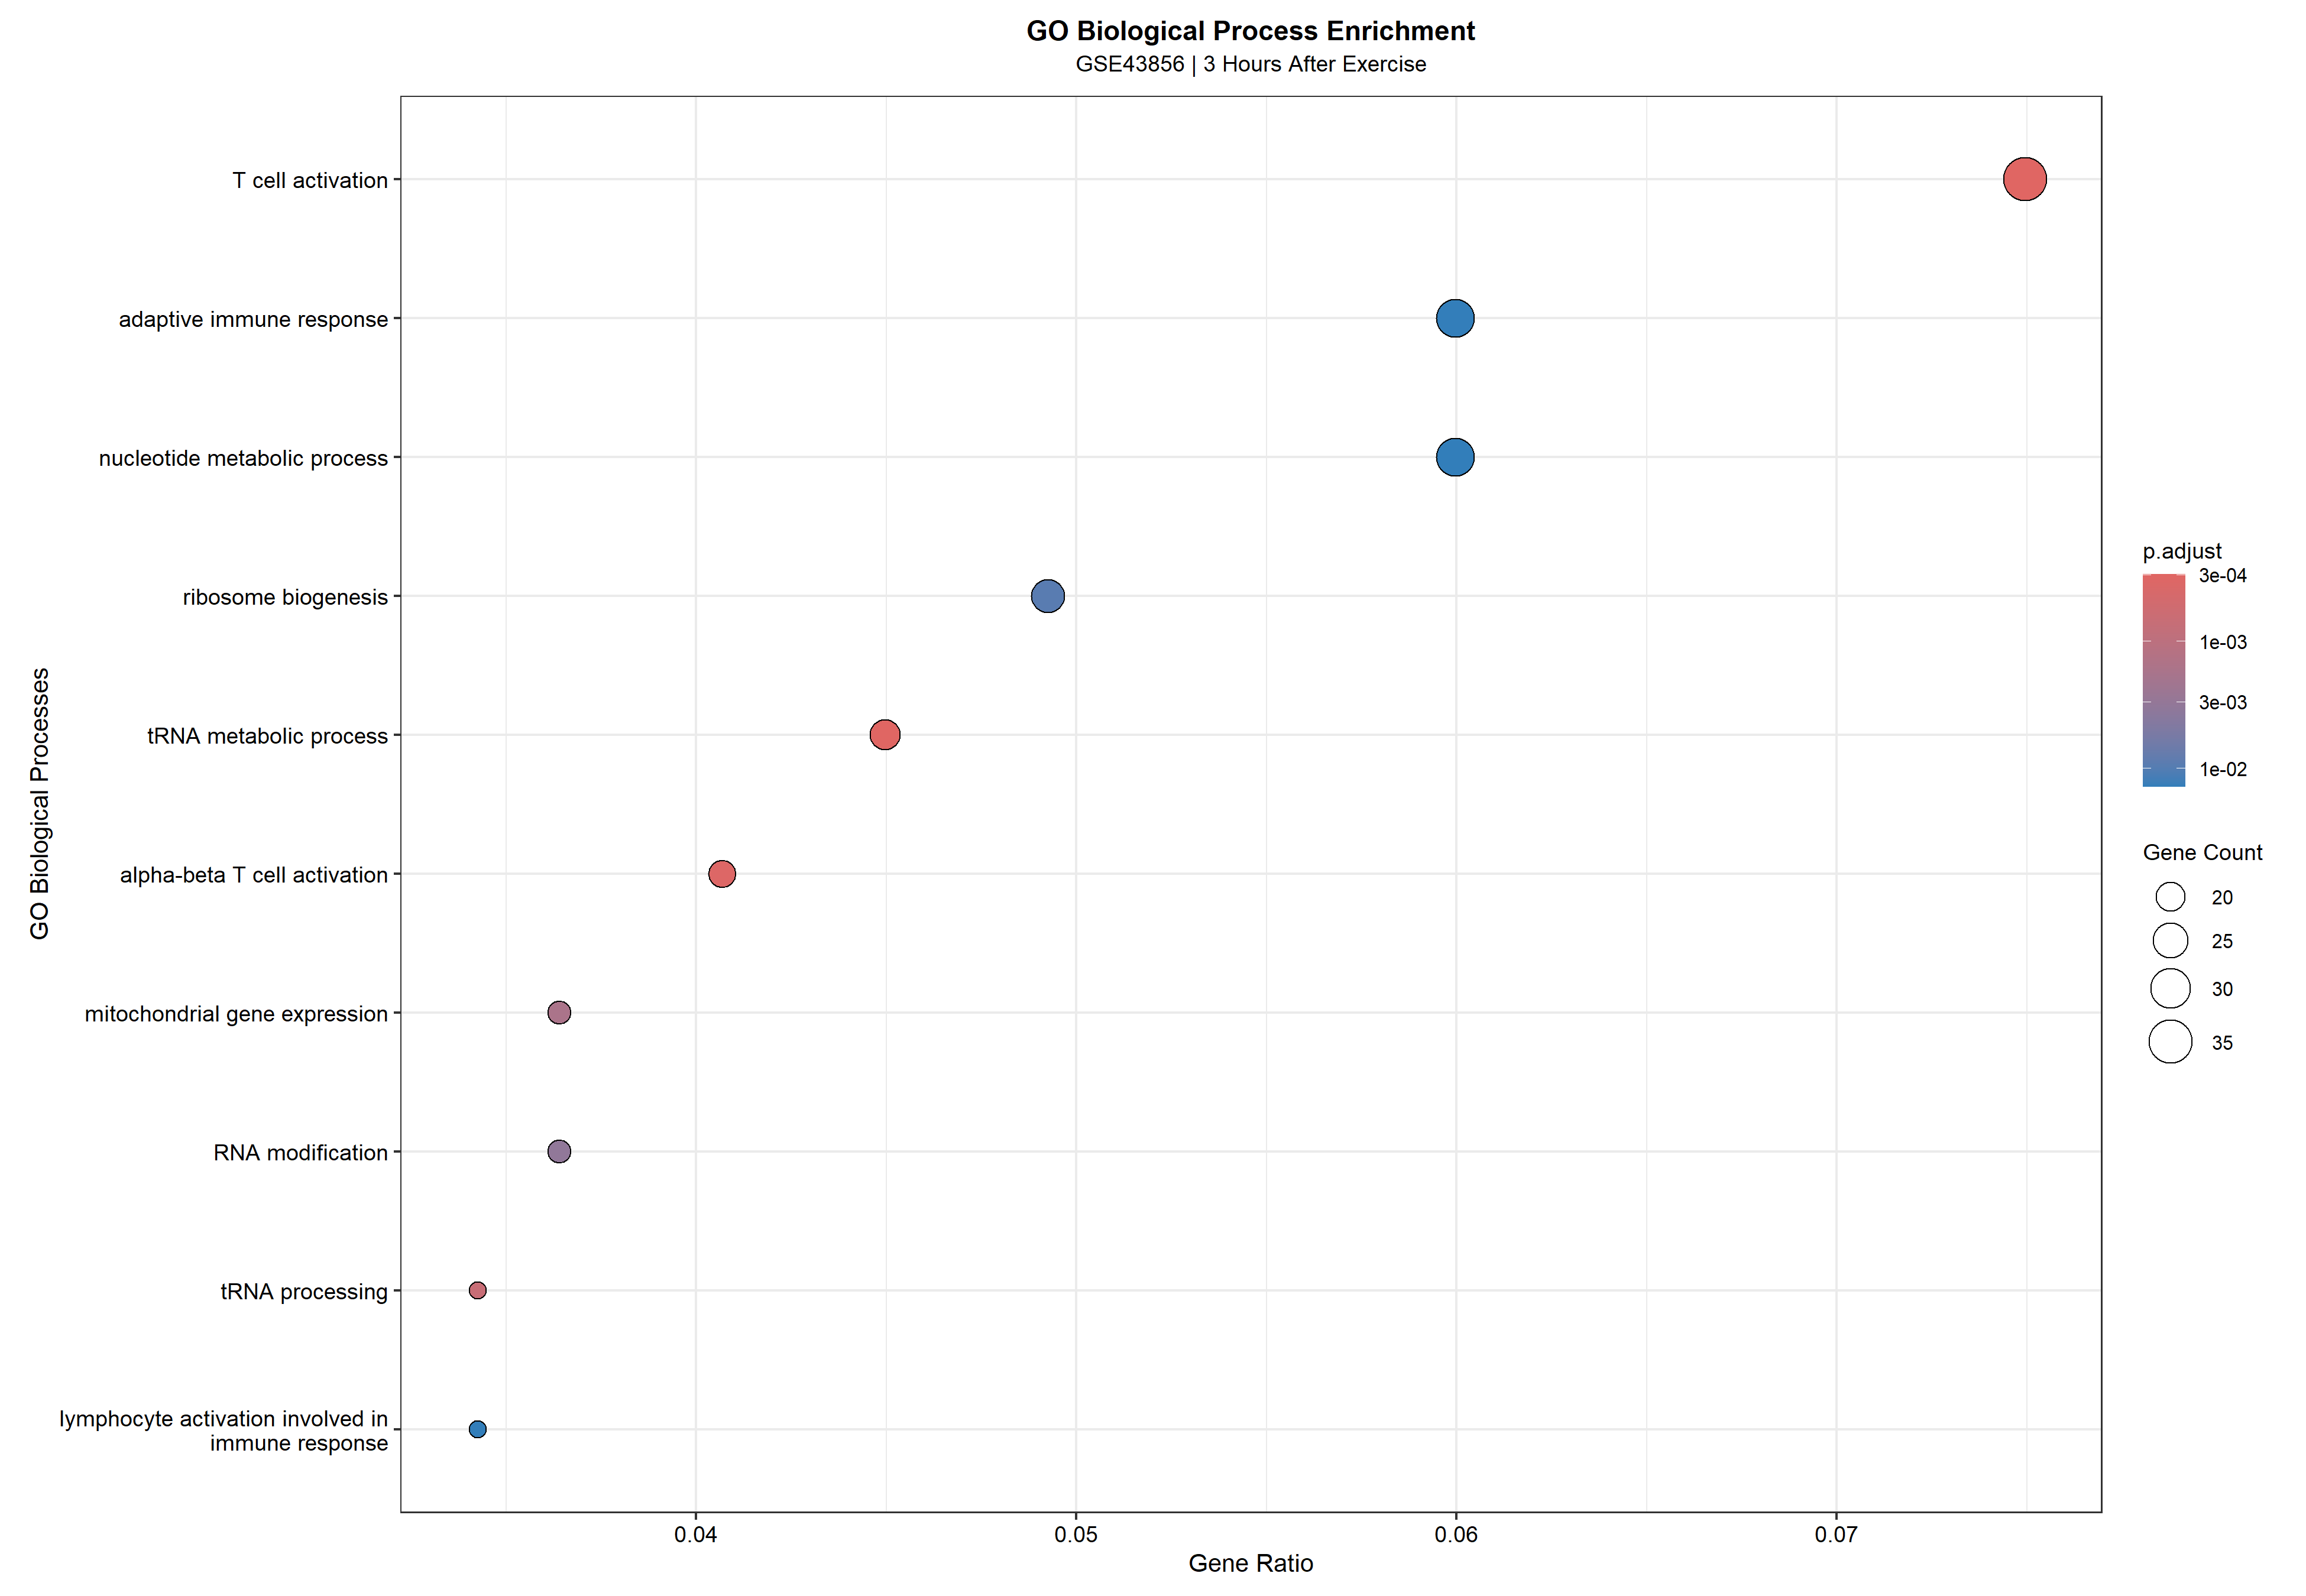 GO Biological Process Enrichment
GSE43856 | 3 Hours After Exercise
GO Biological Processes
T cell activation
adaptive immune response
nucleotide metabolic process
ribosome biogenesis
tRNA metabolic process
alpha-beta T cell activation
mitochondrial gene expression
RNA modification
tRNA processing
lymphocyte activation involved in
immune response
0.04
0.05
0.06
0.07
Gene Ratio
p.adjust
3e-04
1e-03
3e-03
1e-02
Gene Count
20
25
30
35